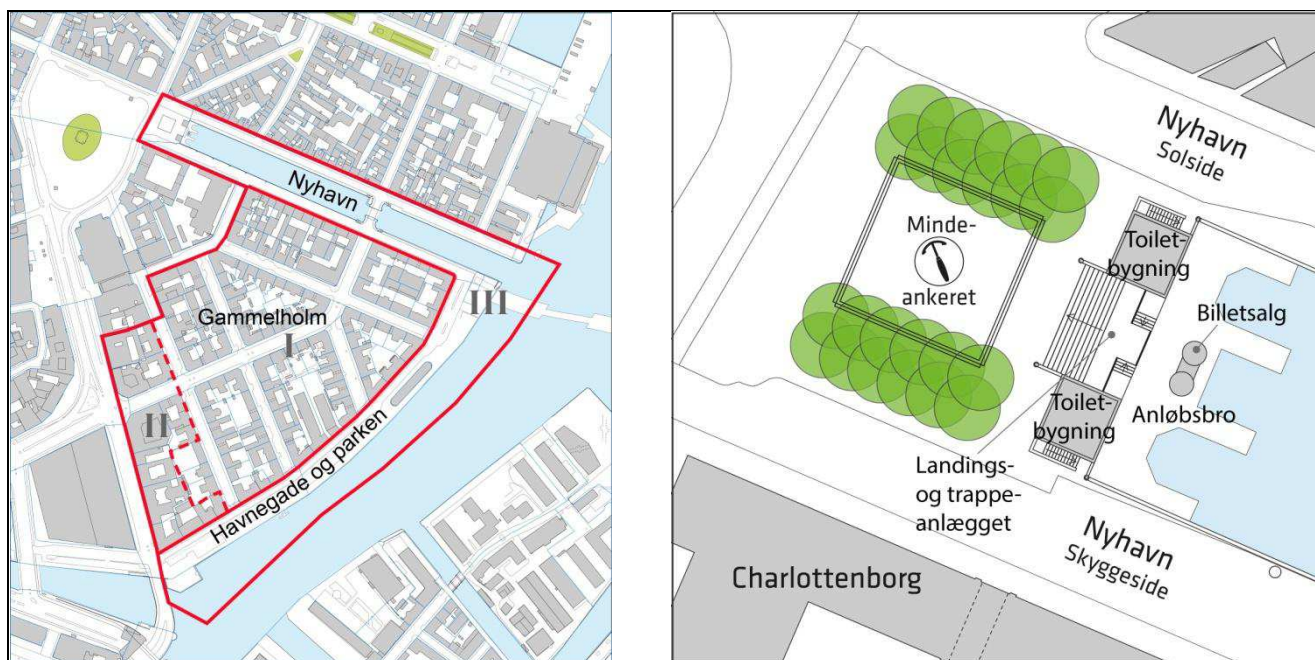 Nyhavn
III
Gammelholm
I
II
Havnegade og parken
Nyhavn
Solside
Minde-
ankeret
Toilet-
bygning
Billetsalg
Toilet-
bygning
Anløbsbro
Landings-
og trappe-
anlægget
Nyhavn
Skyggeside
Charlottenborg